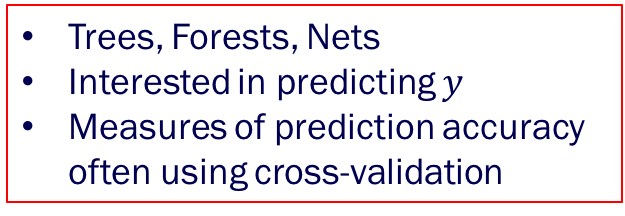 • Trees, Forests, Nets
• Interested in predicting y
• Measures of prediction accuracy
often using cross-validation